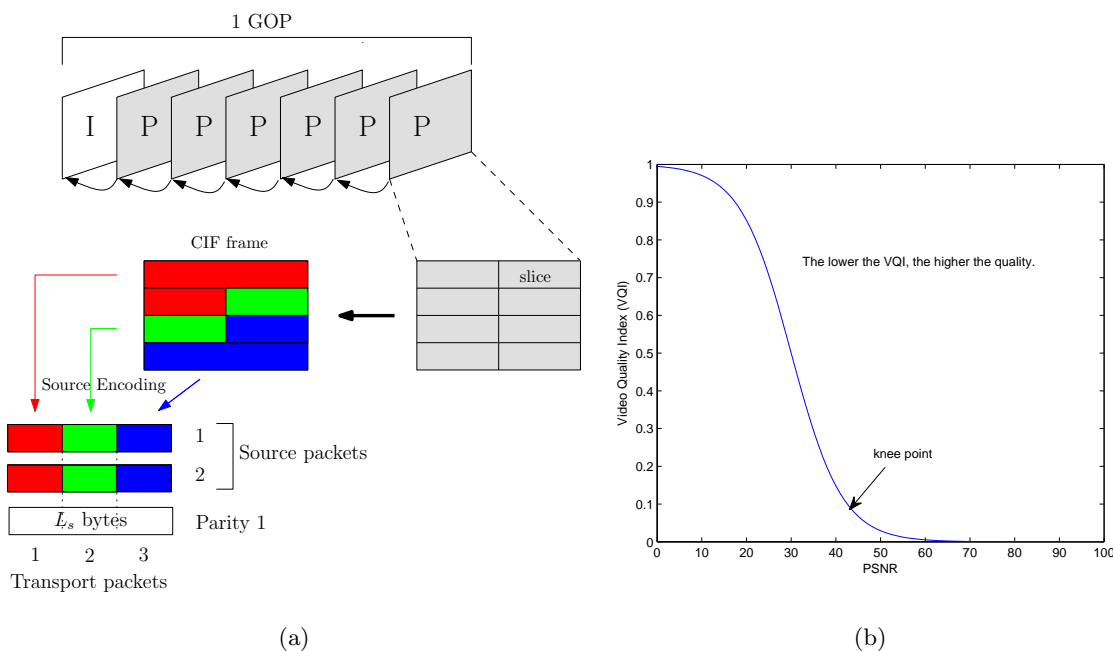 1 GOP
I P P P P P P
CIF frame
slice
Source Encoding
1
2
Source packets
L_s bytes
Parity 1
1 2 3
Transport packets
(a)
1
0.9
0.8
0.7
0.6
0.5
0.4
0.3
0.2
0.1
0
Video Quality Index (VQI)
The lower the VQI, the higher the quality.
knee point
0 10 20 30 40 50 60 70 80 90 100
PSNR
(b)